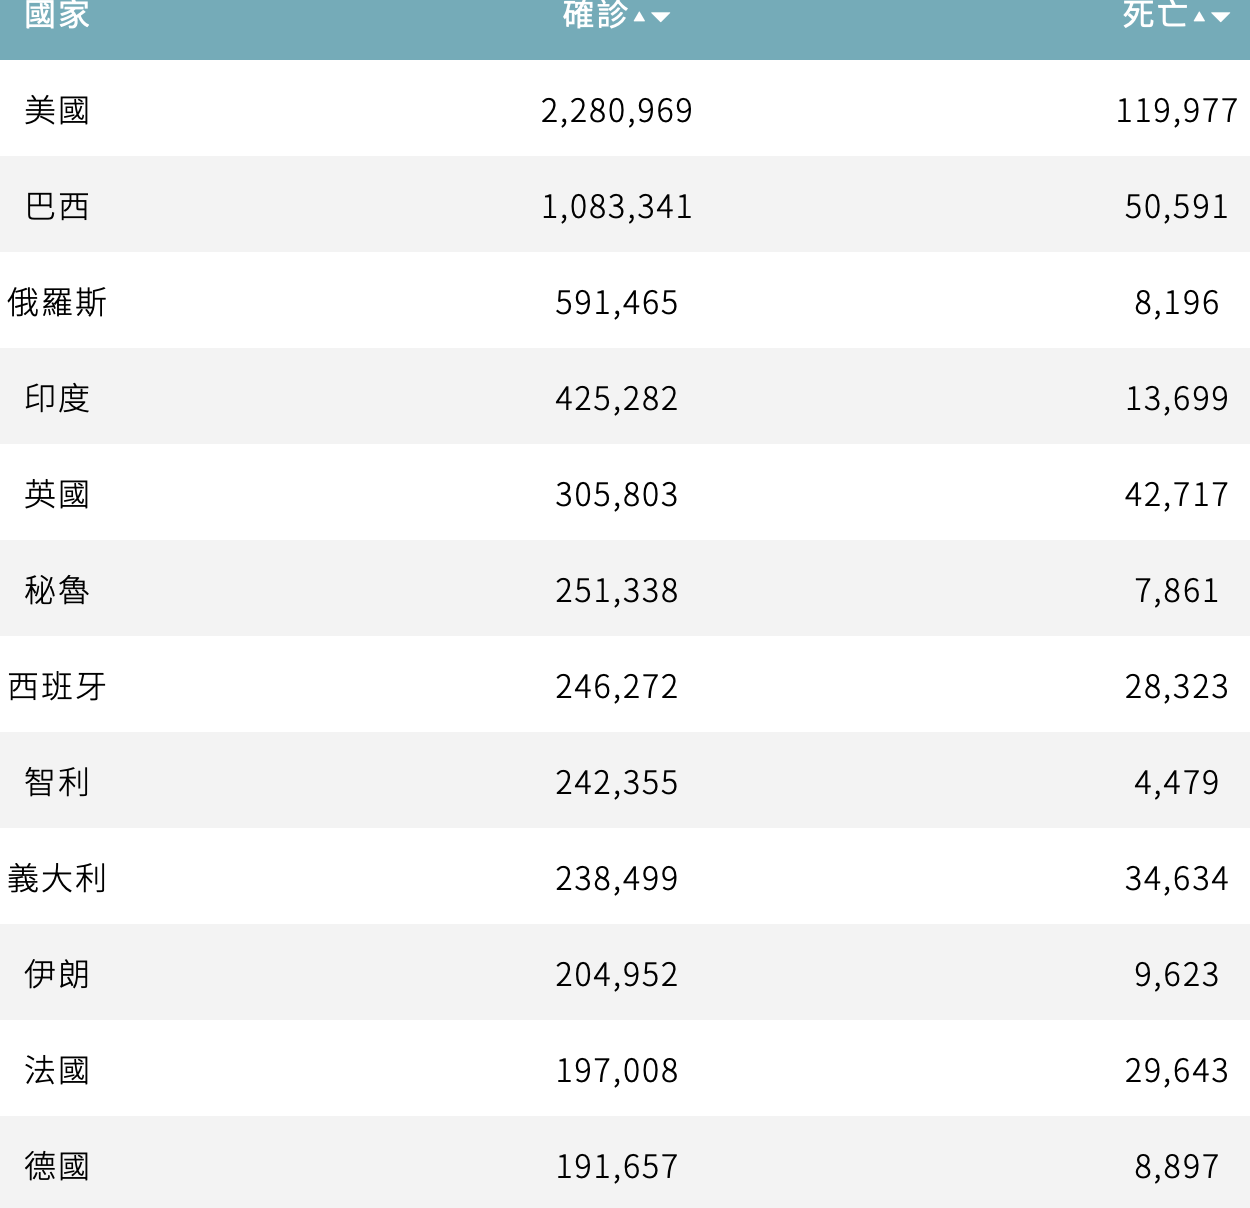 國家 確診▲▼ 死亡▲▼
美國 2,280,969 119,977
巴西 1,083,341 50,591
俄羅斯 591,465 8,196
印度 425,282 13,699
英國 305,803 42,717
秘魯 251,338 7,861
西班牙 246,272 28,323
智利 242,355 4,479
義大利 238,499 34,634
伊朗 204,952 9,623
法國 197,008 29,643
德國 191,657 8,897